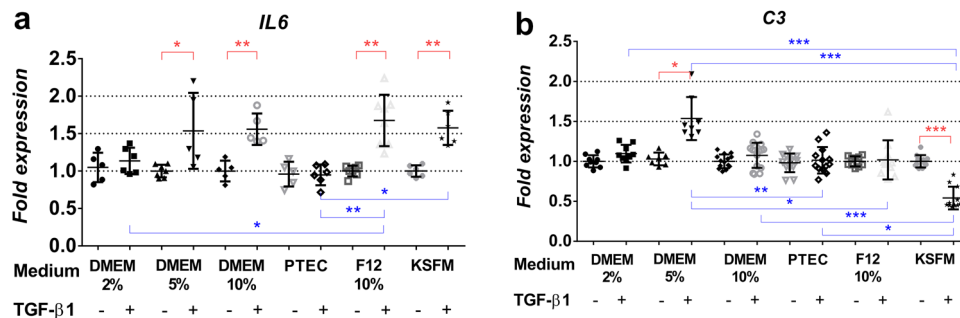 a
IL6
Fold expression
2.5
2.0
1.5
1.0
0.5
0.0
* ** ** **
*
**
*
Medium DMEM DMEM DMEM PTEC F12 KSFM
2% 5% 10% 10%
TGF-β1 - + - + - + - + - + - +
b
C3
Fold expression
2.5
2.0
1.5
1.0
0.5
0.0
***
***
*
***
**
*
***
*
Medium DMEM DMEM DMEM PTEC F12 KSFM
2% 5% 10% 10%
TGF-β1 - + - + - + - + - + - +